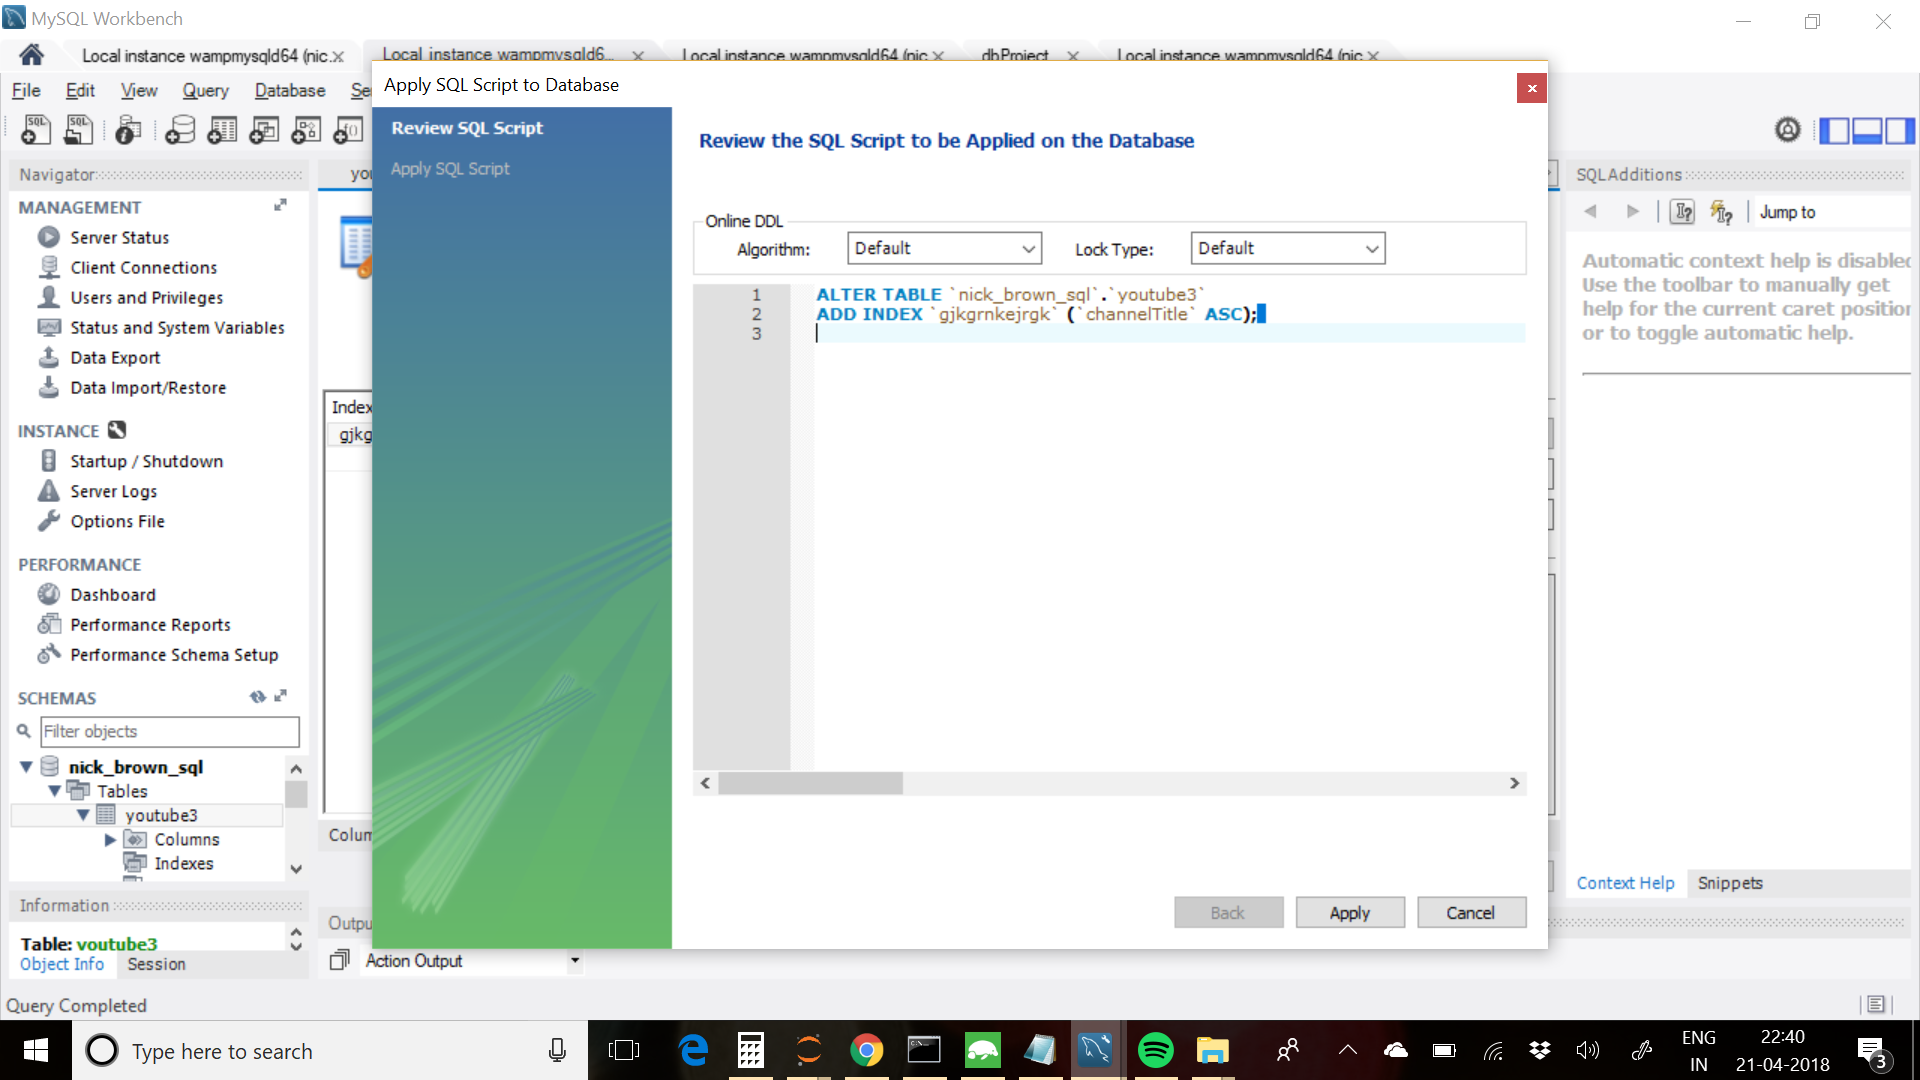 MySQL Workbench
Local instance wampmysqld64 (nic.
Local instance wampmysqld6...
Local instance wampmysqld64 (nic
dbProject
Local instance wampmysqld64 (nic
File Edit View Query Database Se
Apply SQL Script to Database
Review SQL Script
Apply SQL Script
Review the SQL Script to be Applied on the Database
Online DDL
Algorithm: Default Lock Type: Default
1 ALTER TABLE `nick_brown_sql`.`youtube3`
2 ADD INDEX `gjkgrnkejrgk` (`channelTitle` ASC);
3
Back Apply Cancel
Navigator
MANAGEMENT
Server Status
Client Connections
Users and Privileges
Status and System Variables
Data Export
Data Import/Restore
INSTANCE
Startup / Shutdown
Server Logs
Options File
PERFORMANCE
Dashboard
Performance Reports
Performance Schema Setup
SCHEMAS
Filter objects
nick_brown_sql
Tables
youtube3
Columns
Indexes
Information
Table: youtube3
Object Info Session
you
Index
gjkg
Colum
Outpu
Action Output
SQLAdditions
Jump to
Automatic context help is disabled
Use the toolbar to manually get
help for the current caret position
or to toggle automatic help.
Context Help Snippets
Query Completed
Type here to search
ENG
IN
22:40
21-04-2018
3